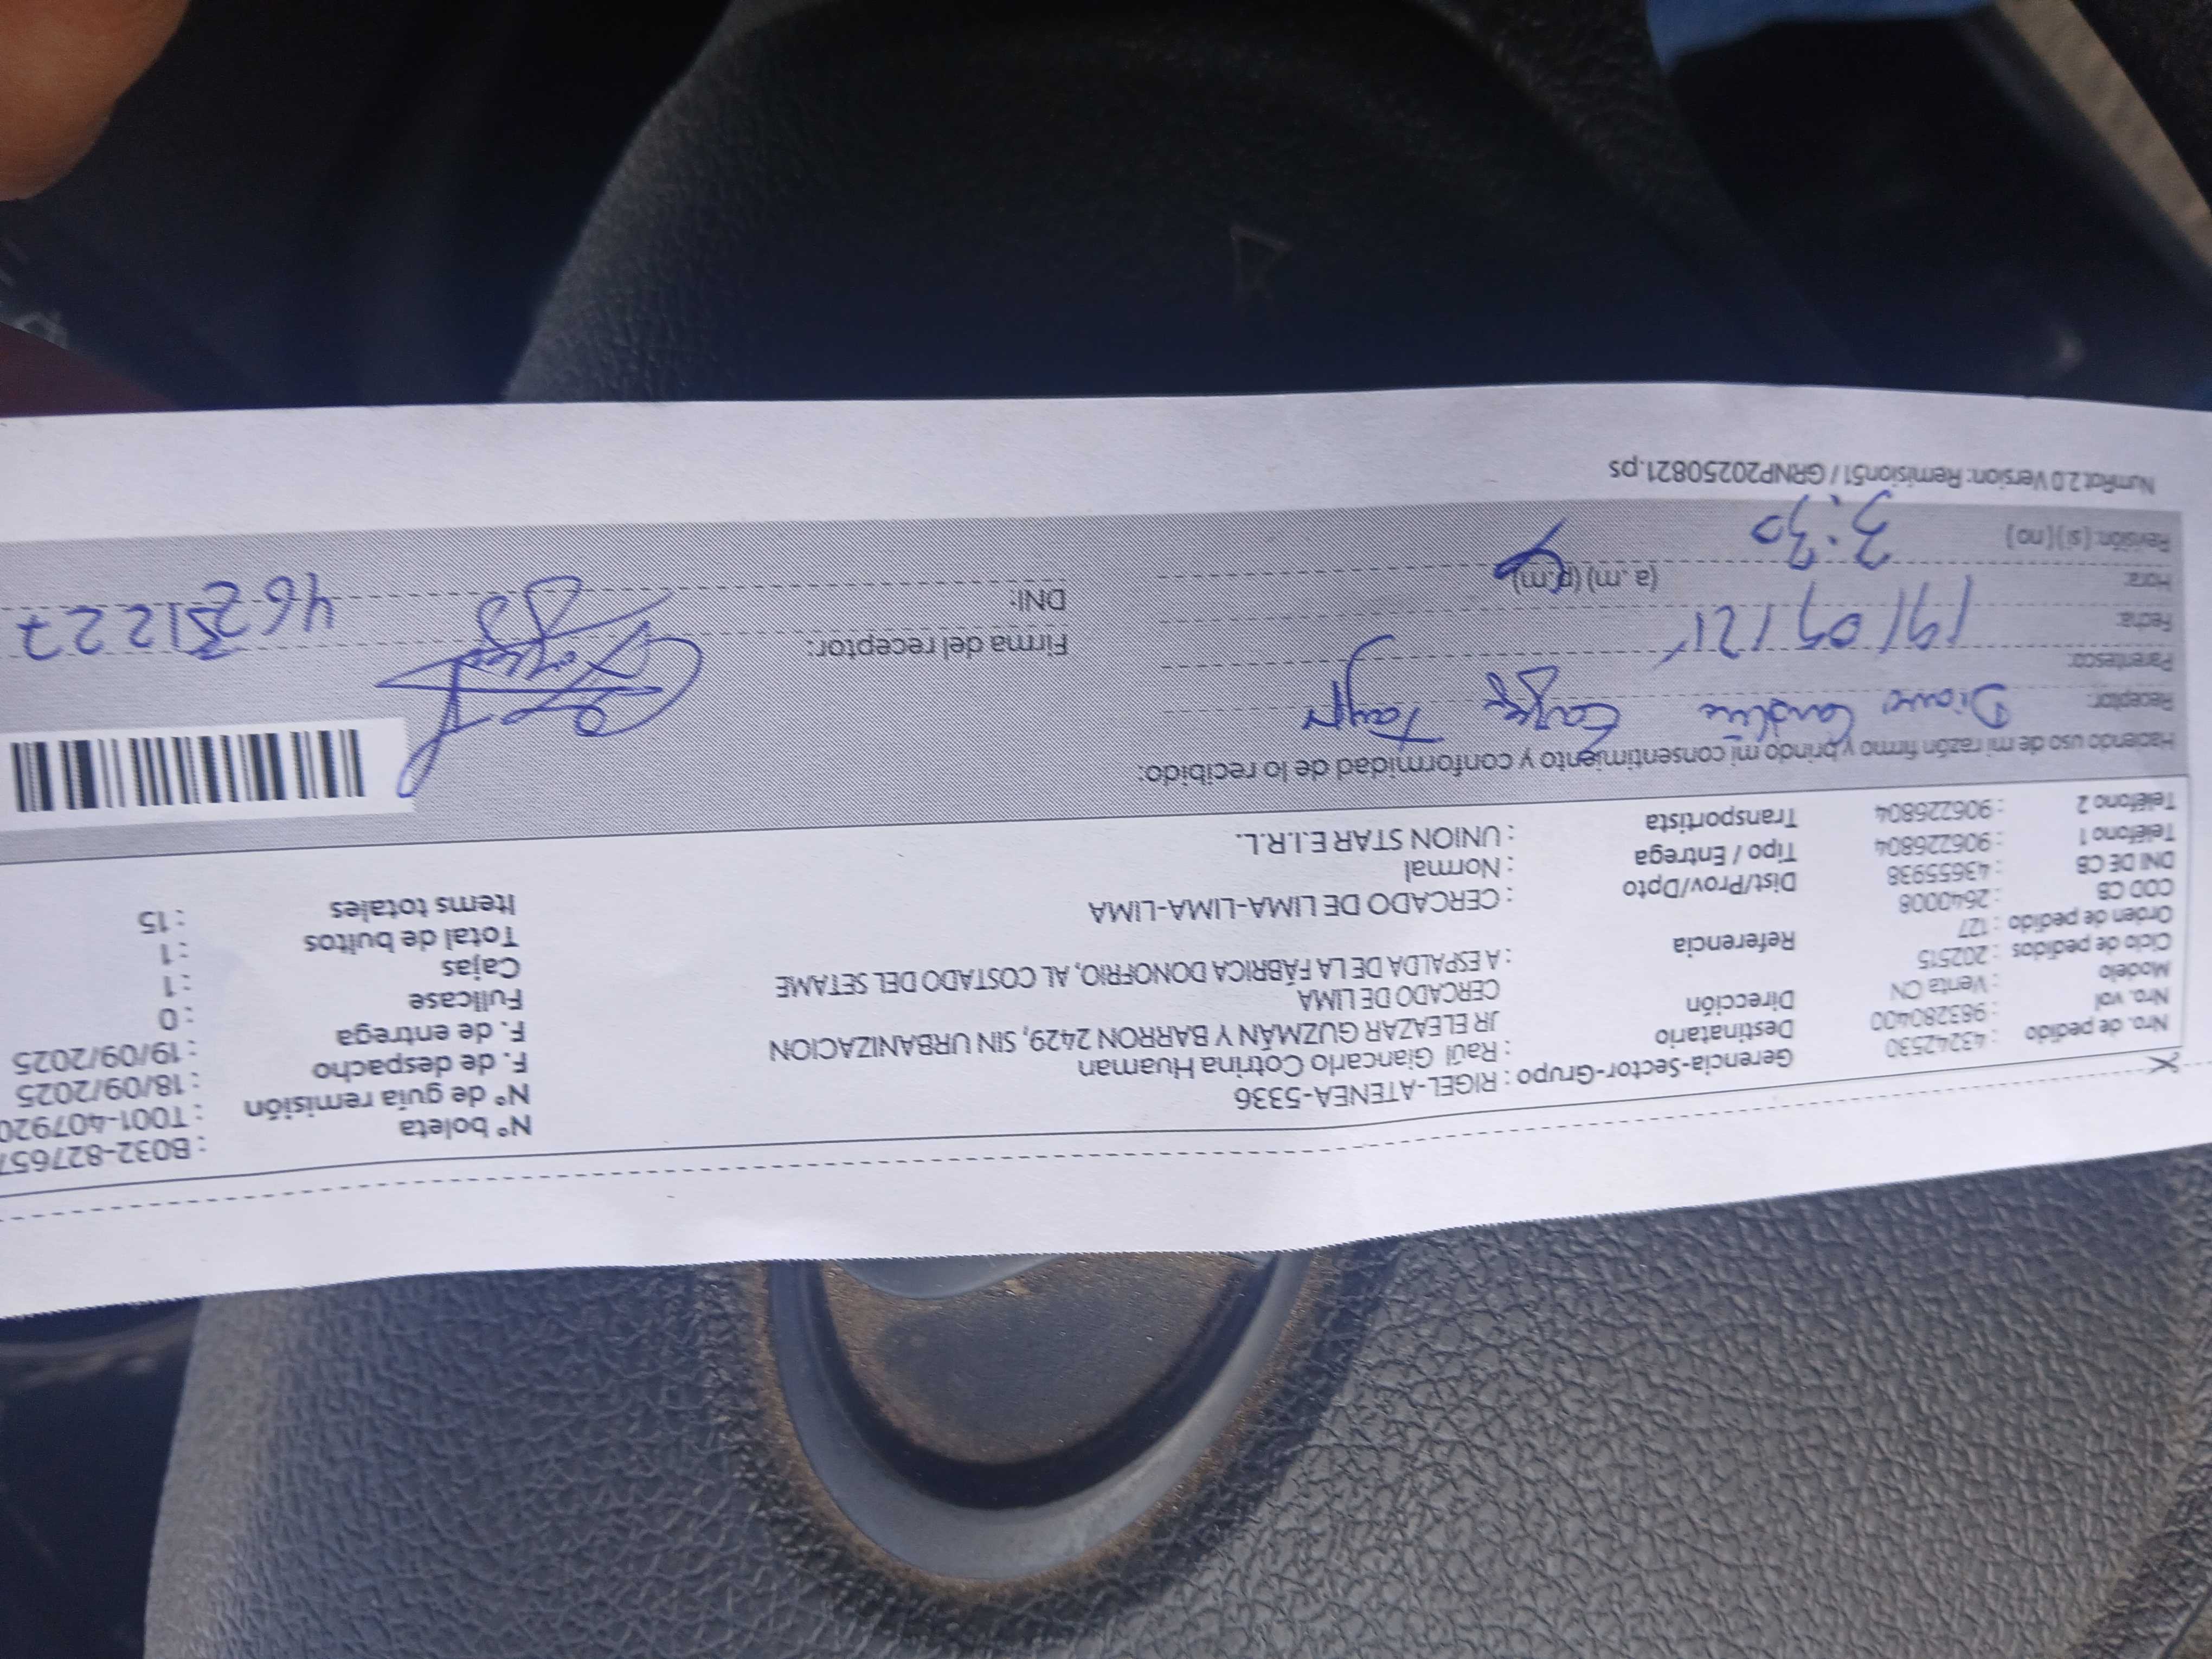 Nro. de pedido : 43242530
Nro. vol : 983280400
Modelo : Venta CN
Ciclo de pedidos : 202515
Orden de pedido : 127
COD CB : 2640008
DNI DE CB : 43655938
Teléfono 1 : 906226804
Teléfono 2 : 906226804
Gerencia-Sector-Grupo : RIGEL-ATENEA-5336
Destinatario : Raúl Giancarlo Cotrina Huaman
Dirección JR ELEAZAR GUZMÁN Y BARRON 2429, SIN URBANIZACION
CERCADO DE LIMA
Referencia : A ESPALDA DE LA FÁBRICA DONOFRIO, AL COSTADO DEL SETAME
Dist/Prov/Dpto : CERCADO DE LIMA-LIMA-LIMA
Tipo / Entrega : Normal
Transportista : UNION STAR E.I.R.L.
N° boleta : B032-827657
N° de guía remisión : T001-407920
F. de despacho : 18/09/2025
F. de entrega : 19/09/2025
Fullcase : 0
Cajas : 1
Total de bultos : 1
Items totales : 15
Haciendo uso de mi razón firmo y brindo mi consentimiento y conformidad de lo recibido:
Receptor:
Parentesco:
Fecha: 19/09/25
Hora: 3:30 (a.m) (p.m)
Revisión: (si) (no)
Firma del receptor:
DNI:
NumRot 2.0 Version: Remision51 / GRNP20250821.ps